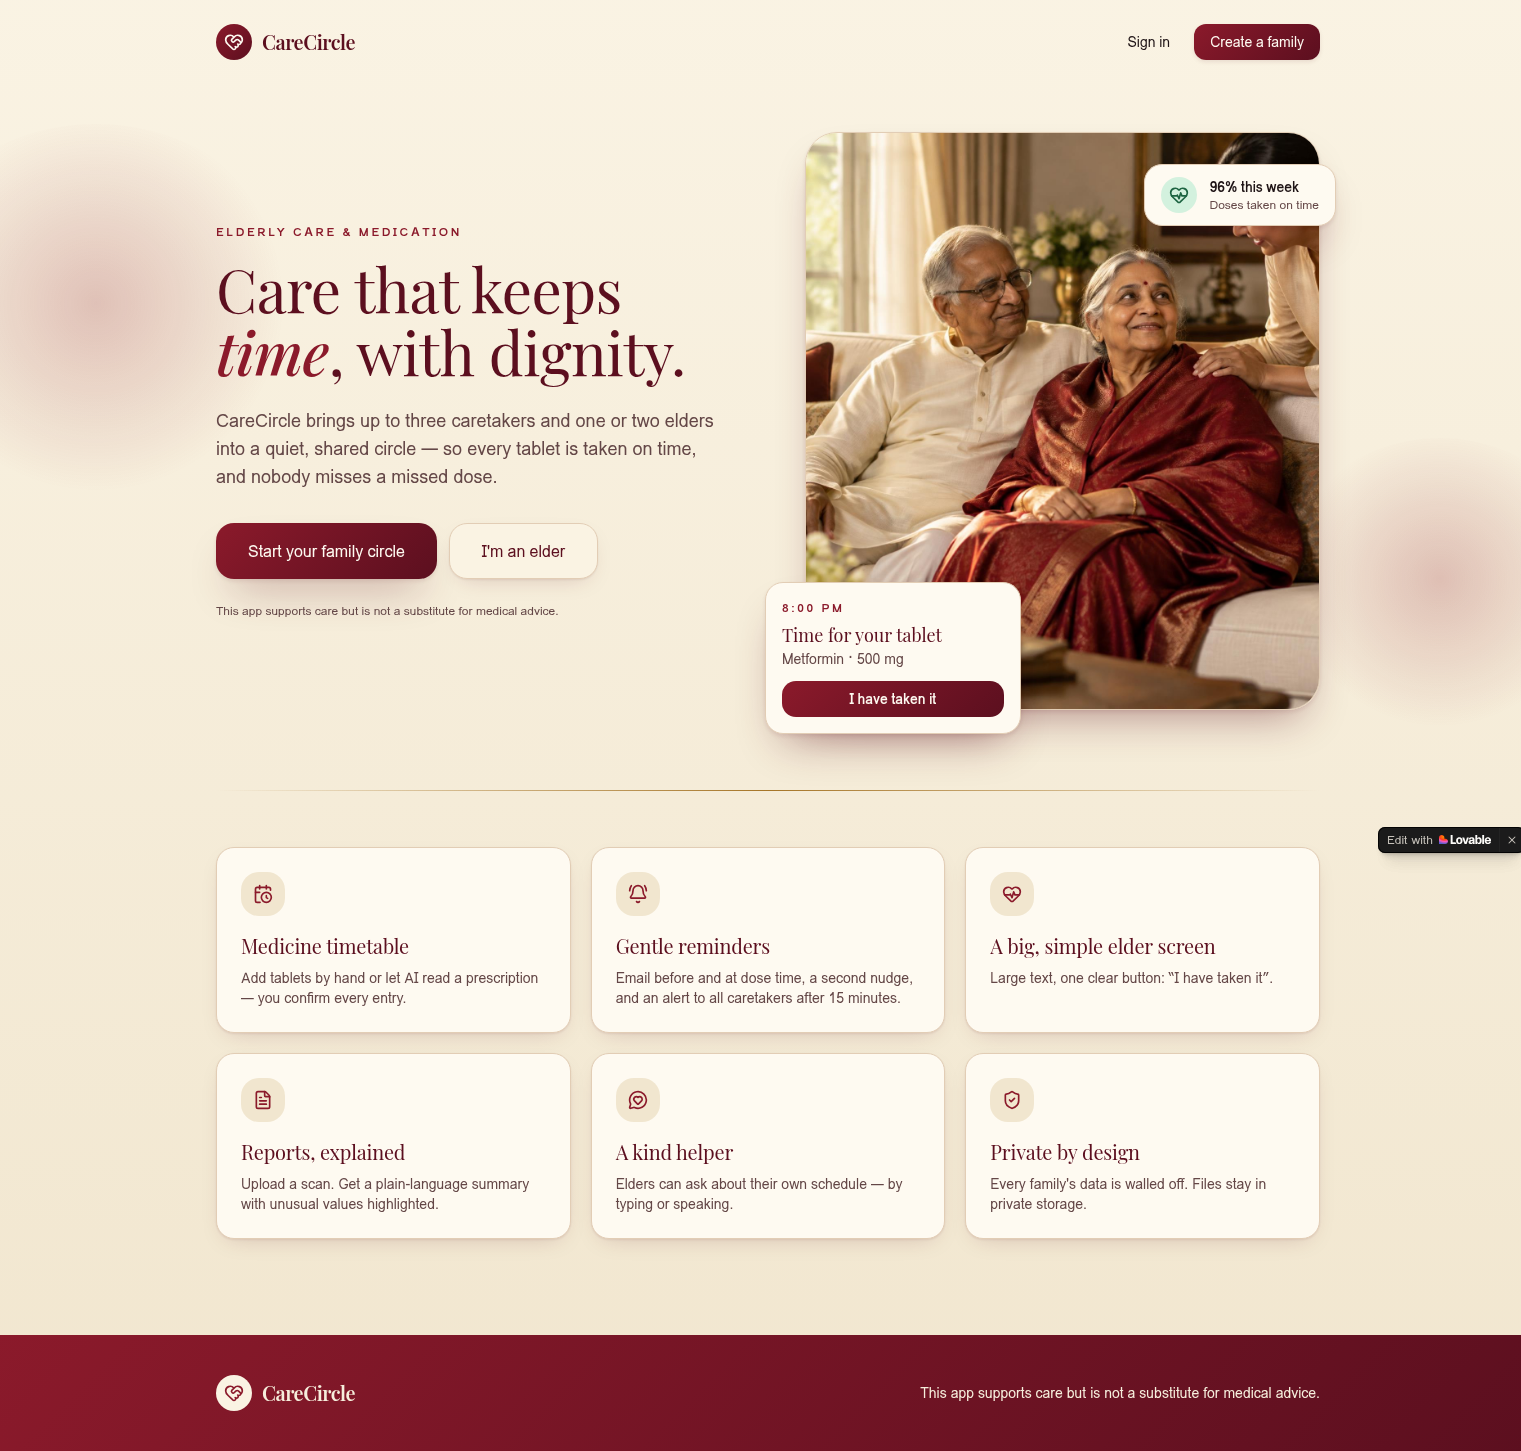 CareCircle
Sign in
Create a family
ELDERLY CARE & MEDICATION
Care that keeps
time, with dignity.
CareCircle brings up to three caretakers and one or two elders
into a quiet, shared circle — so every tablet is taken on time,
and nobody misses a missed dose.
Start your family circle
I'm an elder
This app supports care but is not a substitute for medical advice.
96% this week
Doses taken on time
8:00 PM
Time for your tablet
Metformin · 500 mg
I have taken it
Edit with Lovable
Medicine timetable
Add tablets by hand or let AI read a prescription
— you confirm every entry.
Gentle reminders
Email before and at dose time, a second nudge,
and an alert to all caretakers after 15 minutes.
A big, simple elder screen
Large text, one clear button: “I have taken it”.
Reports, explained
Upload a scan. Get a plain-language summary
with unusual values highlighted.
A kind helper
Elders can ask about their own schedule — by
typing or speaking.
Private by design
Every family's data is walled off. Files stay in
private storage.
CareCircle
This app supports care but is not a substitute for medical advice.